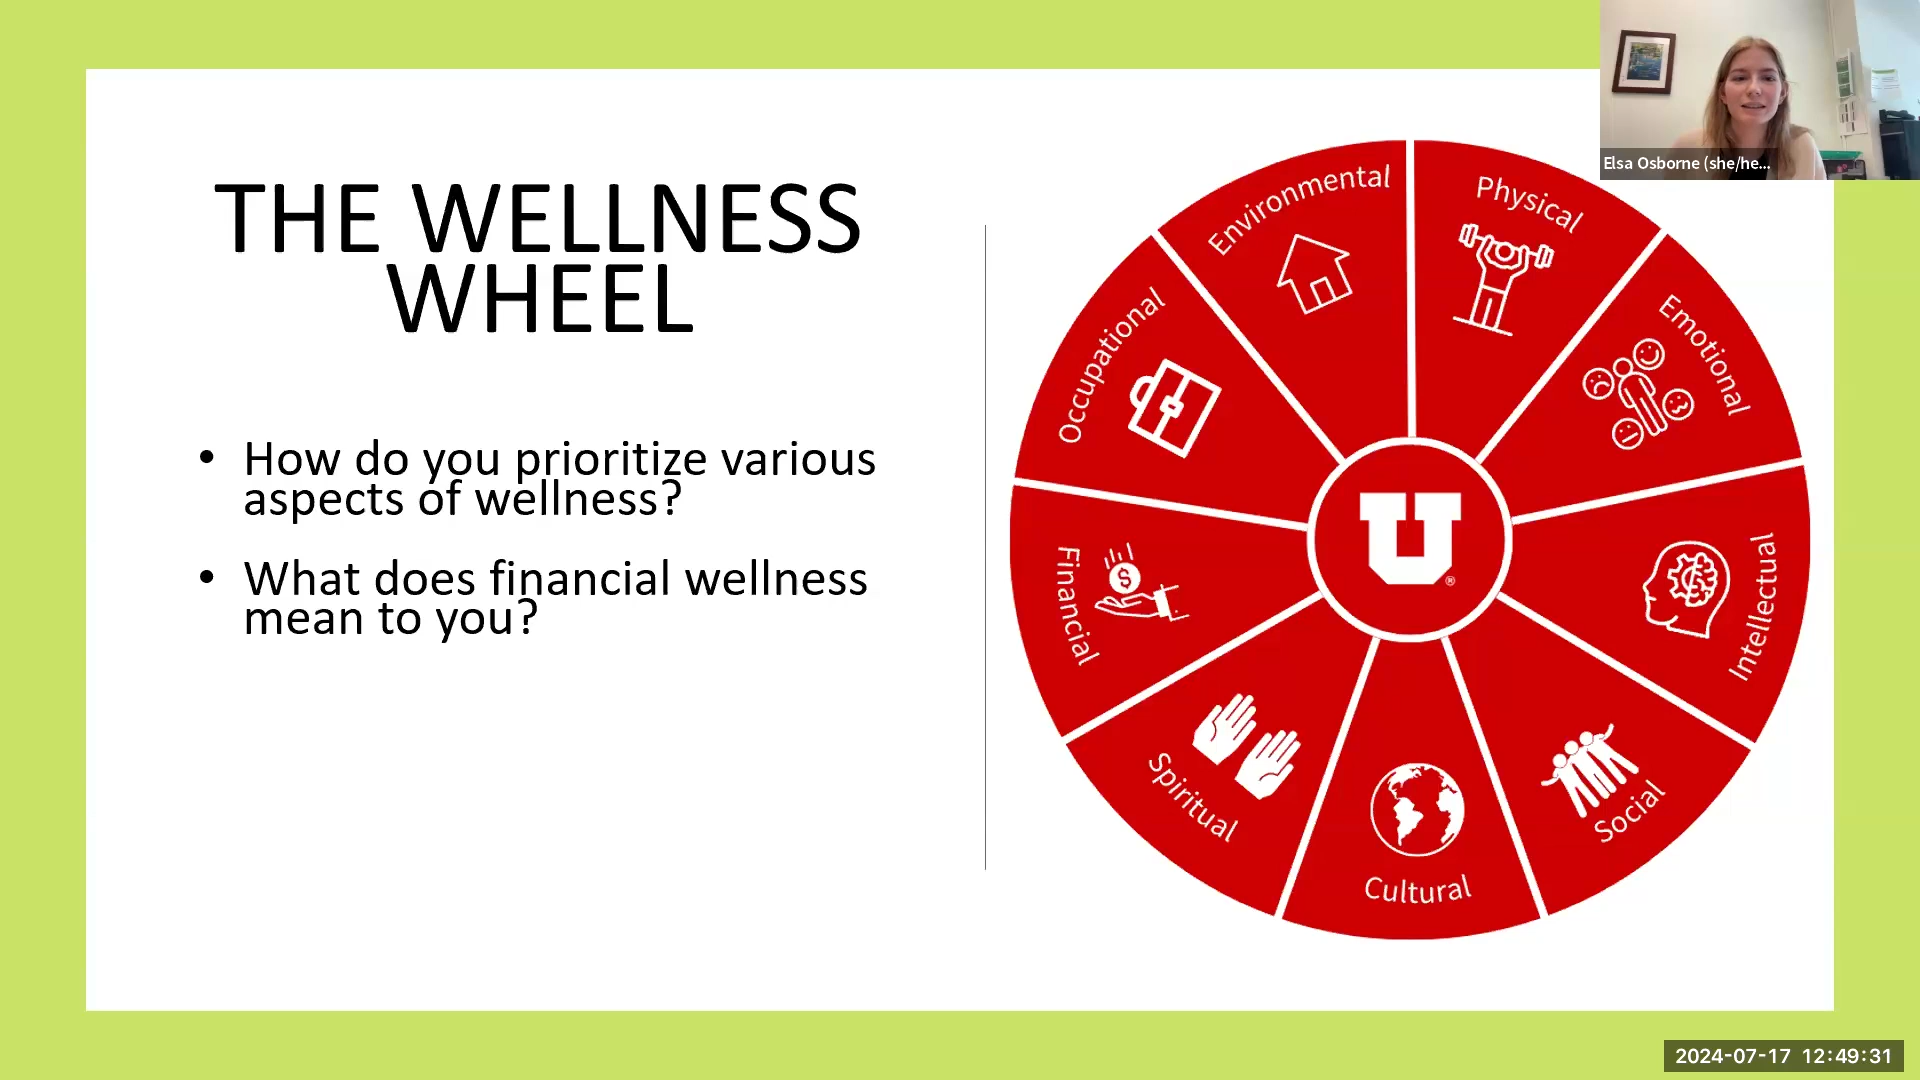 THE WELLNESS
WHEEL
• How do you prioritize various
aspects of wellness?
• What does financial wellness
mean to you?
Environmental
Physical
Emotional
Intellectual
Social
Cultural
Spiritual
Financial
Occupational
$
U®
Elsa Osborne (she/he...
2024-07-17 12:49:31